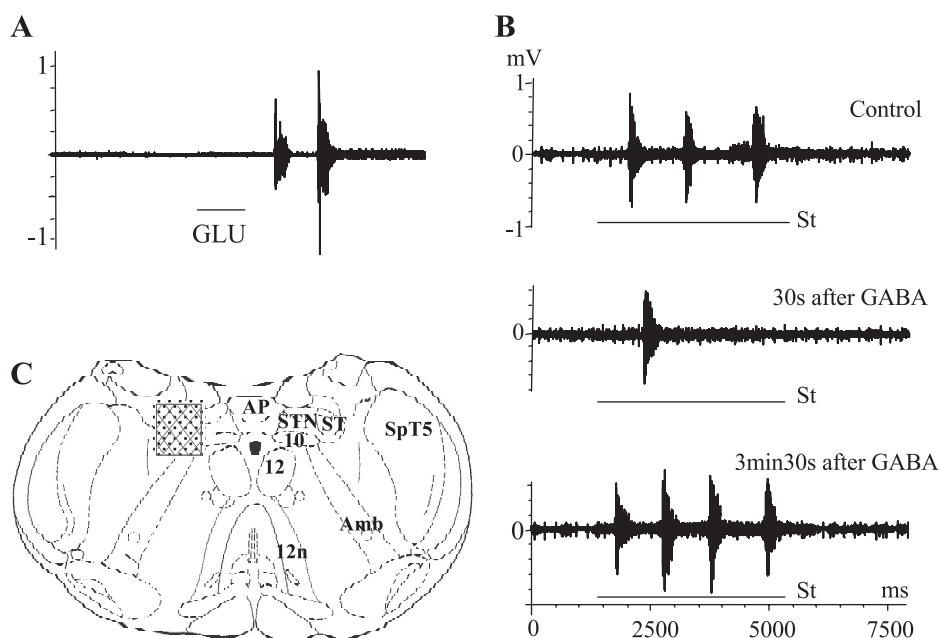 A
1
-1
GLU
B
mV
1
0
-1
Control
St
30s after GABA
0
St
3min30s after GABA
0
St
ms
0 2500 5000 7500
C
AP
STN ST
10
SpT5
12
Amb
12n